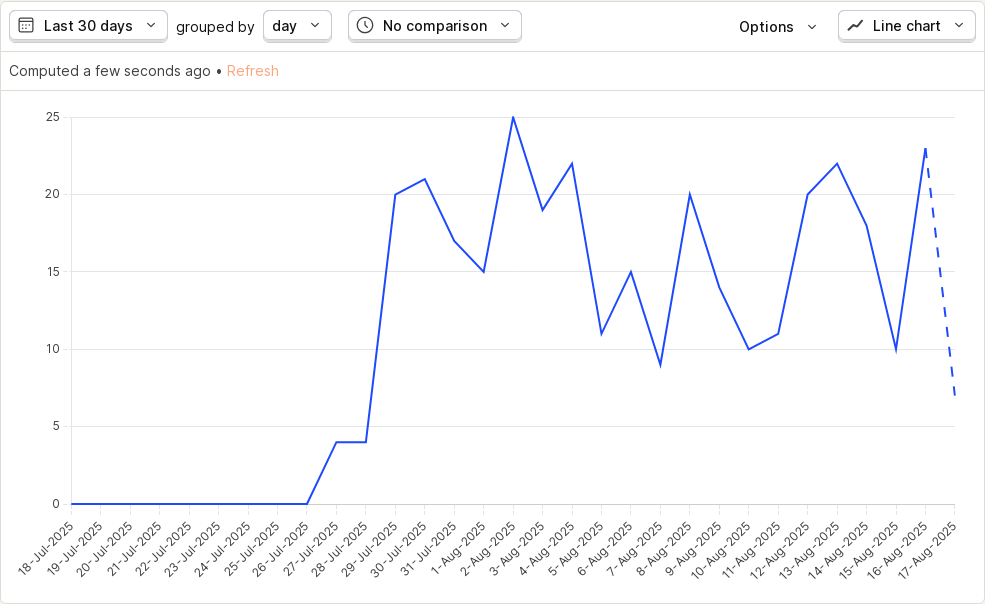 Last 30 days grouped by day No comparison Options Line chart
Computed a few seconds ago • Refresh
25
20
15
10
5
0
18-Jul-2025
19-Jul-2025
20-Jul-2025
21-Jul-2025
22-Jul-2025
23-Jul-2025
24-Jul-2025
25-Jul-2025
26-Jul-2025
27-Jul-2025
28-Jul-2025
29-Jul-2025
30-Jul-2025
31-Jul-2025
1-Aug-2025
2-Aug-2025
3-Aug-2025
4-Aug-2025
5-Aug-2025
6-Aug-2025
7-Aug-2025
8-Aug-2025
9-Aug-2025
10-Aug-2025
11-Aug-2025
12-Aug-2025
13-Aug-2025
14-Aug-2025
15-Aug-2025
16-Aug-2025
17-Aug-2025